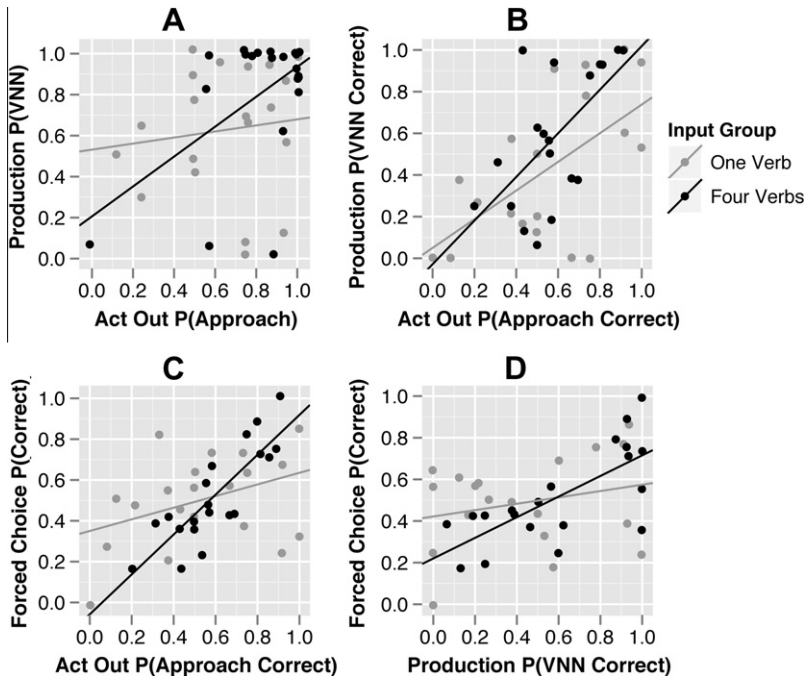 A
Production P(VNN)
1.0
0.8
0.6
0.4
0.2
0.0
0.0 0.2 0.4 0.6 0.8 1.0
Act Out P(Approach)
B
Production P(VNN Correct)
1.0
0.8
0.6
0.4
0.2
0.0
0.0 0.2 0.4 0.6 0.8 1.0
Act Out P(Approach Correct)
Input Group
One Verb
Four Verbs
C
Forced Choice P(Correct)
1.0
0.8
0.6
0.4
0.2
0.0
0.0 0.2 0.4 0.6 0.8 1.0
Act Out P(Approach Correct)
D
Forced Choice P(Correct)
1.0
0.8
0.6
0.4
0.2
0.0
0.0 0.2 0.4 0.6 0.8 1.0
Production P(VNN Correct)